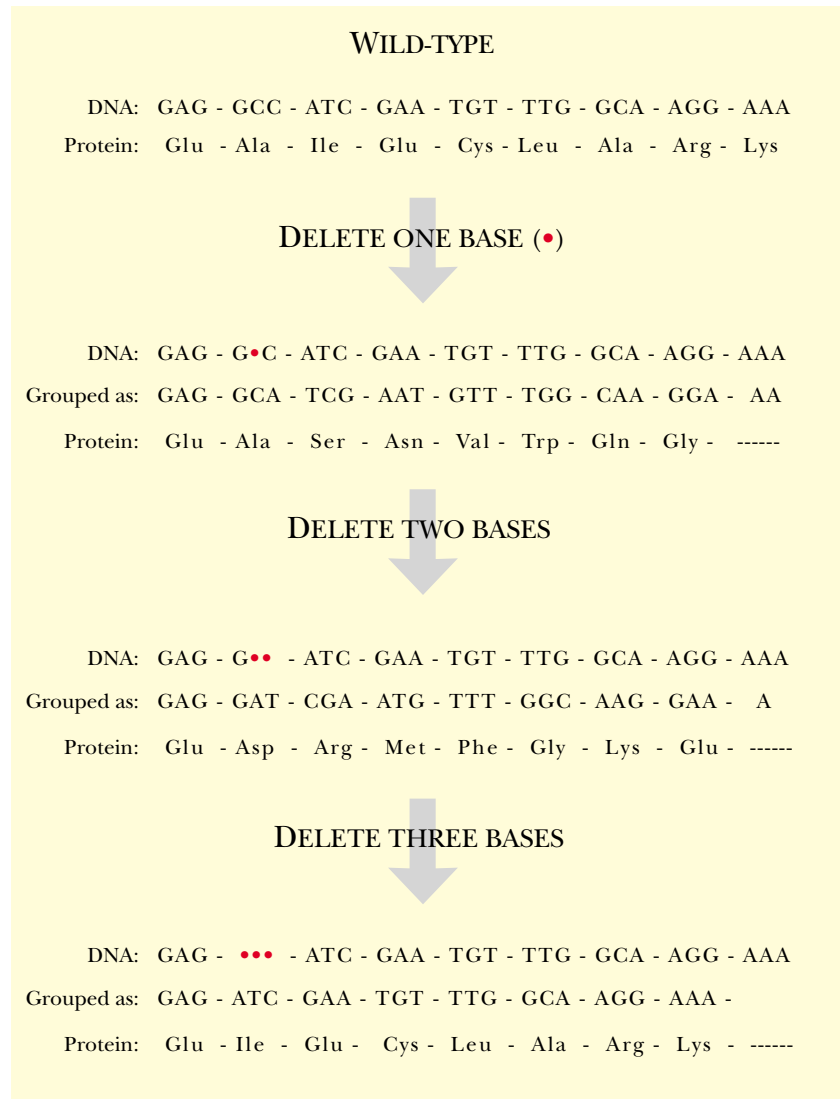 WILD-TYPE
DNA: GAG - GCC - ATC - GAA - TGT - TTG - GCA - AGG - AAA
Protein: Glu - Ala - Ile - Glu - Cys - Leu - Ala - Arg - Lys
DELETE ONE BASE (•)
DNA: GAG - G•C - ATC - GAA - TGT - TTG - GCA - AGG - AAA
Grouped as: GAG - GCA - TCG - AAT - GTT - TGG - CAA - GGA - AA
Protein: Glu - Ala - Ser - Asn - Val - Trp - Gln - Gly - ------
DELETE TWO BASES
DNA: GAG - G•• - ATC - GAA - TGT - TTG - GCA - AGG - AAA
Grouped as: GAG - GAT - CGA - ATG - TTT - GGC - AAG - GAA - A
Protein: Glu - Asp - Arg - Met - Phe - Gly - Lys - Glu - ------
DELETE THREE BASES
DNA: GAG - ••• - ATC - GAA - TGT - TTG - GCA - AGG - AAA
Grouped as: GAG - ATC - GAA - TGT - TTG - GCA - AGG - AAA -
Protein: Glu - Ile - Glu - Cys - Leu - Ala - Arg - Lys - ------